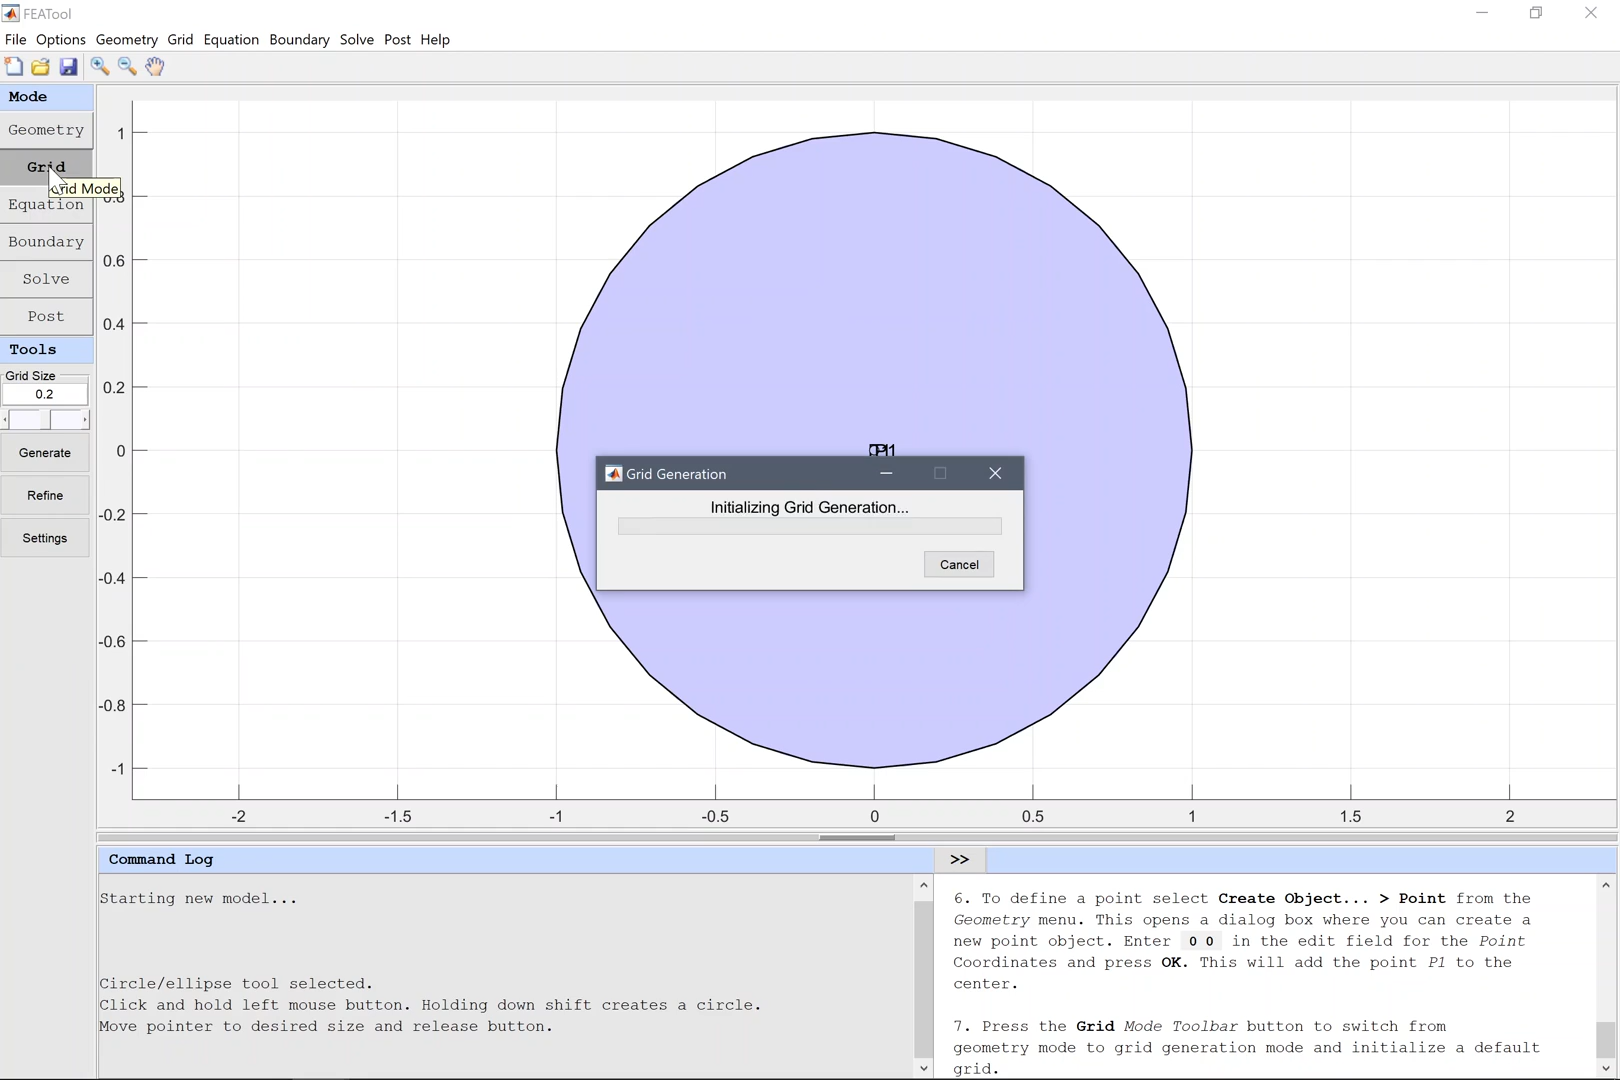 FEATool
File Options Geometry Grid Equation Boundary Solve Post Help
Mode
Geometry
Grid
Grid Mode
Equation
Boundary
Solve
Post
Tools
Grid Size
0.2
Generate
Refine
Settings
1
0.8
0.6
0.4
0.2
0
-0.2
-0.4
-0.6
-0.8
-1
-2 -1.5 -1 -0.5 0 0.5 1 1.5 2
Grid Generation
Initializing Grid Generation...
Cancel
Command Log
>>
Starting new model...
Circle/ellipse tool selected.
Click and hold left mouse button. Holding down shift creates a circle.
Move pointer to desired size and release button.
6. To define a point select Create Object... > Point from the
Geometry menu. This opens a dialog box where you can create a
new point object. Enter 0 0 in the edit field for the Point
Coordinates and press OK. This will add the point P1 to the
center.
7. Press the Grid Mode Toolbar button to switch from
geometry mode to grid generation mode and initialize a default
grid.